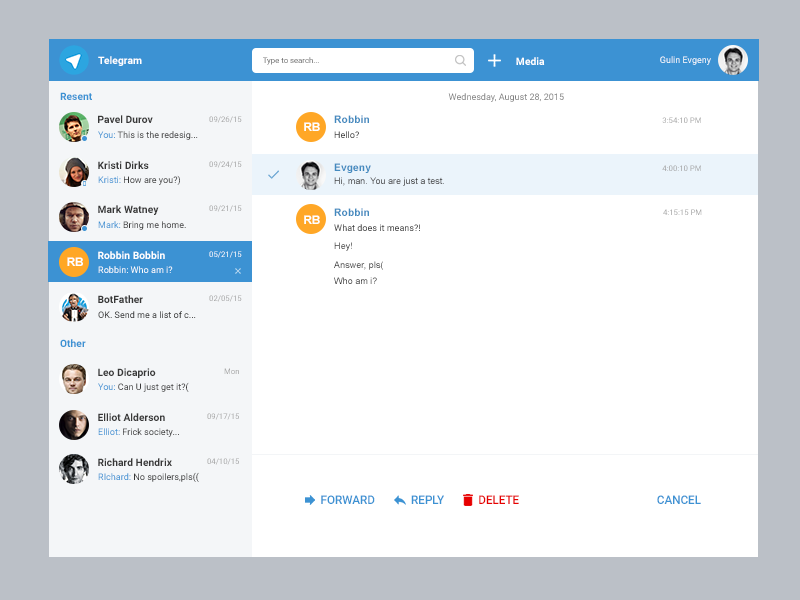 Telegram
Type to search...
Media
Gulin Evgeny
Resent
Pavel Durov 09/26/15
You: This is the redesig...
Kristi Dirks 09/24/15
Kristi: How are you?)
Mark Watney 09/21/15
Mark: Bring me home.
RB
Robbin Bobbin 05/21/15
Robbin: Who am i?
BotFather 02/05/15
OK. Send me a list of c...
Other
Leo Dicaprio Mon
You: Can U just get it?(
Elliot Alderson 09/17/15
Elliot: Frick society...
Richard Hendrix 04/10/15
RIchard: No spoilers,pls((
Wednesday, August 28, 2015
RB
Robbin 3:54:10 PM
Hello?
Evgeny 4:00:10 PM
Hi, man. You are just a test.
RB
Robbin 4:15:15 PM
What does it means?!
Hey!
Answer, pls(
Who am i?
FORWARD REPLY DELETE CANCEL